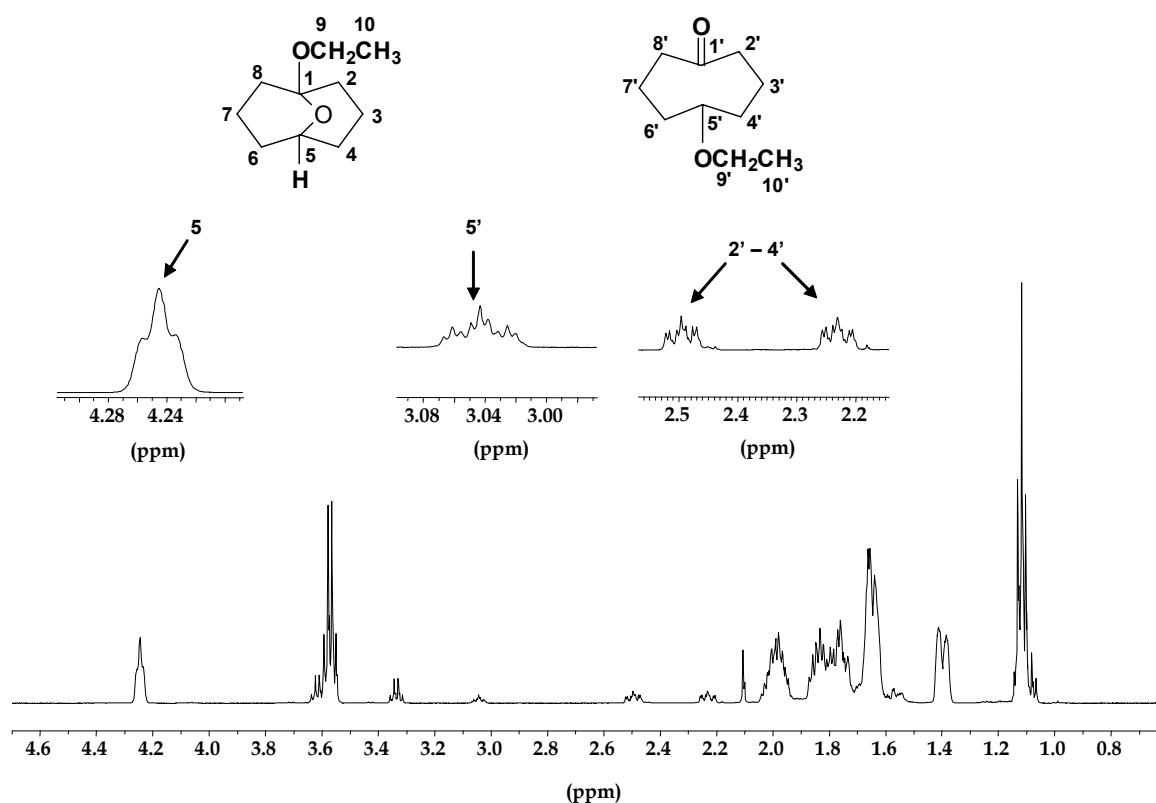 9 10
OCH2CH3
8 1 2
7 O 3
6 5 4
H
O
8' 1' 2'
7' 3'
6' 5' 4'
OCH2CH3
9' 10'
5
4.28 4.24
(ppm)
5’
3.08 3.04 3.00
(ppm)
2’ – 4’
2.5 2.4 2.3 2.2
(ppm)
4.6 4.4 4.2 4.0 3.8 3.6 3.4 3.2 3.0 2.8 2.6 2.4 2.2 2.0 1.8 1.6 1.4 1.2 1.0 0.8
(ppm)